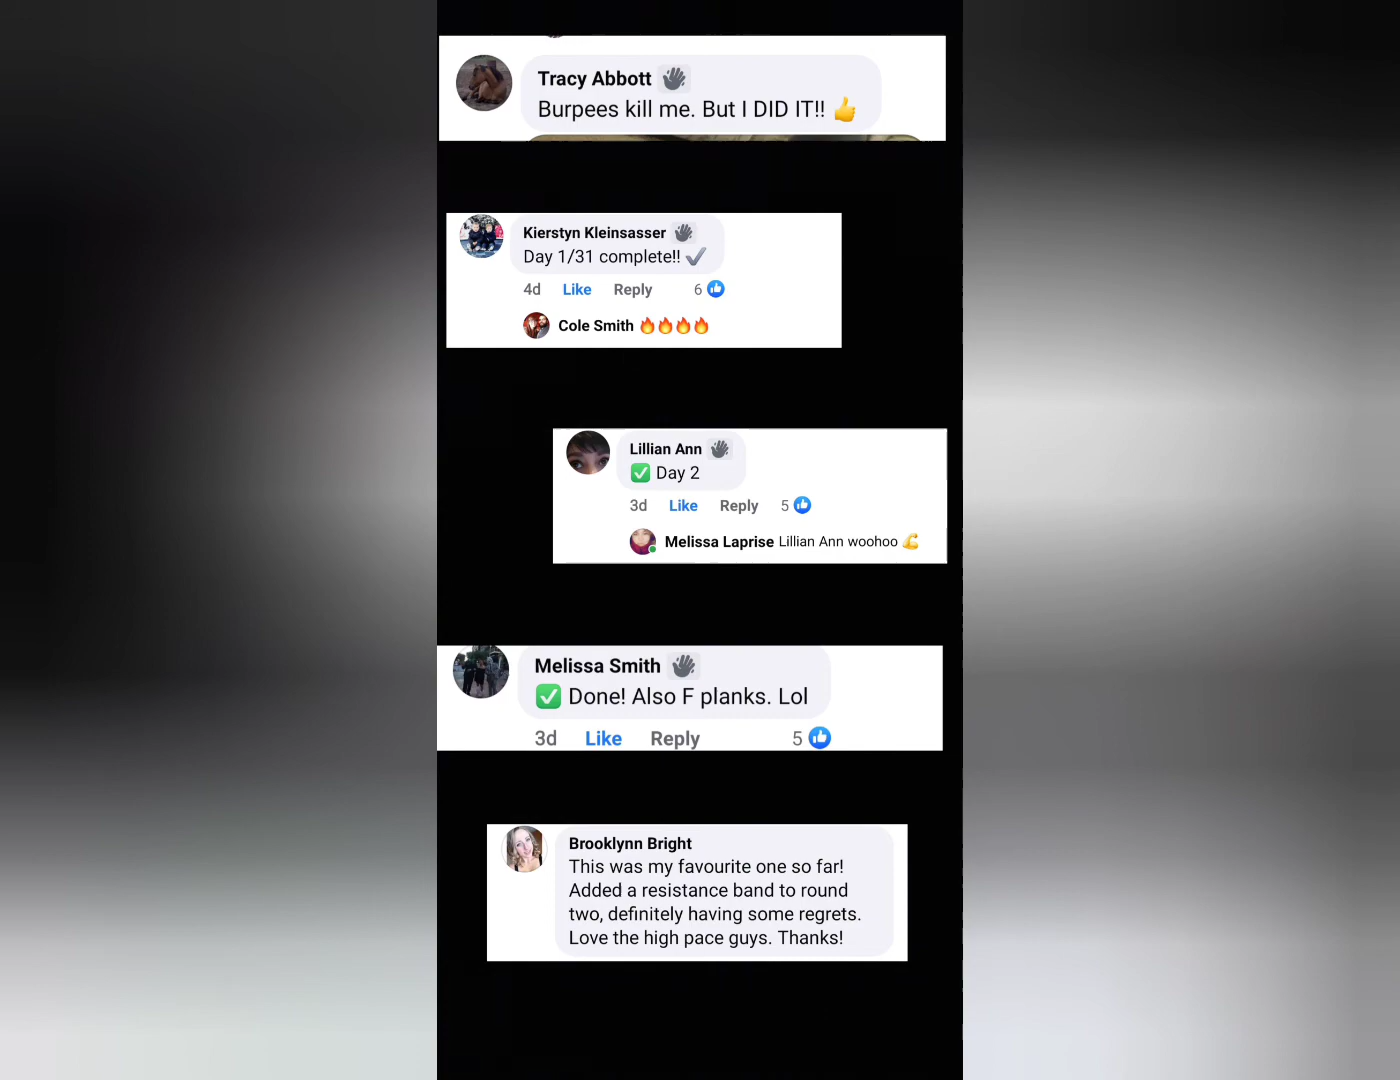 Tracy Abbott 👋
Burpees kill me. But I DID IT!! 👍
Kierstyn Kleinsasser 👋
Day 1/31 complete!! ✔
4d Like Reply 6
Cole Smith 🔥🔥🔥🔥
Lillian Ann 👋
✅ Day 2
3d Like Reply 5
Melissa Laprise Lillian Ann woohoo 💪
Melissa Smith 👋
✅ Done! Also F planks. Lol
3d Like Reply 5
Brooklynn Bright
This was my favourite one so far!
Added a resistance band to round
two, definitely having some regrets.
Love the high pace guys. Thanks!